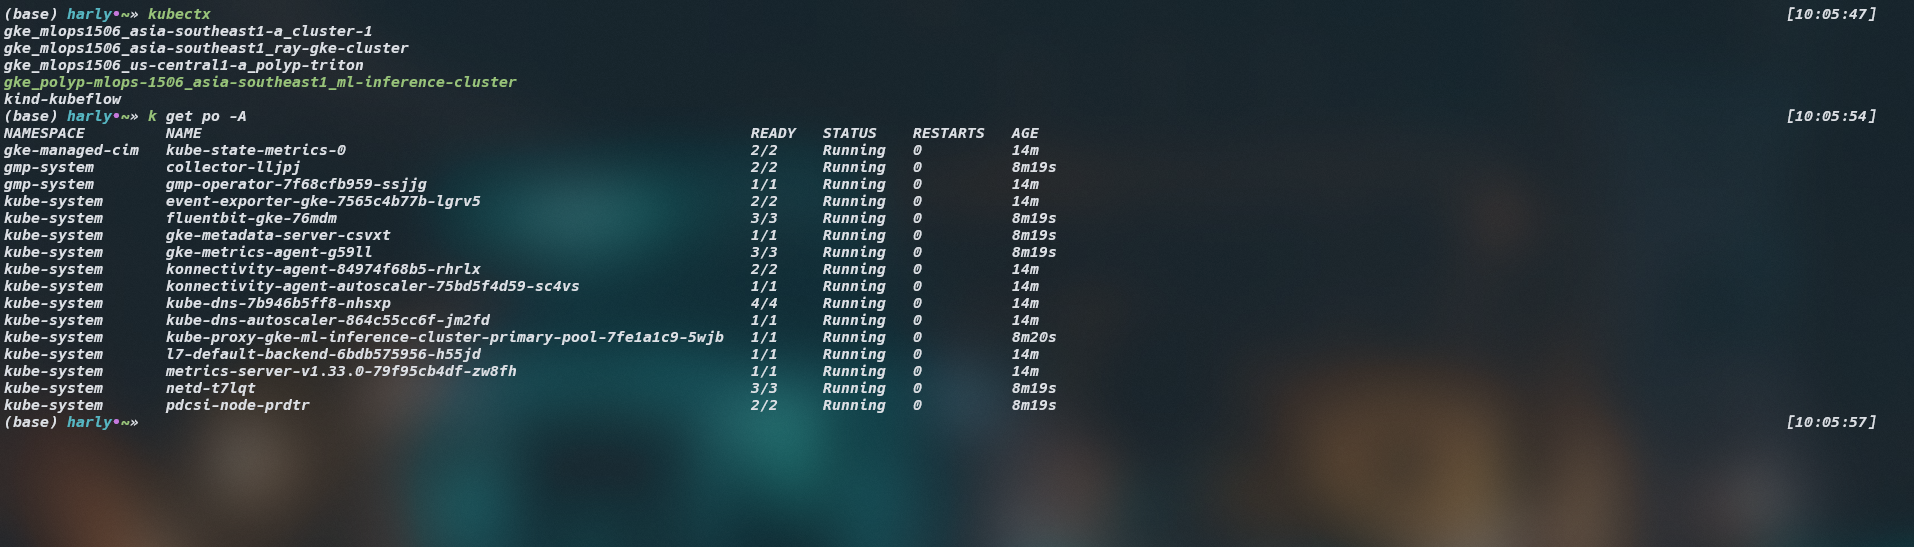 (base) harly•~» kubectx [10:05:47]
gke_mlops1506_asia-southeast1-a_cluster-1
gke_mlops1506_asia-southeast1_ray-gke-cluster
gke_mlops1506_us-central1-a_polyp-triton
gke_polyp-mlops-1506_asia-southeast1_ml-inference-cluster
kind-kubeflow
(base) harly•~» k get po -A [10:05:54]
NAMESPACE NAME READY STATUS RESTARTS AGE
gke-managed-cim kube-state-metrics-0 2/2 Running 0 14m
gmp-system collector-lljpj 2/2 Running 0 8m19s
gmp-system gmp-operator-7f68cfb959-ssjjg 1/1 Running 0 14m
kube-system event-exporter-gke-7565c4b77b-lgrv5 2/2 Running 0 14m
kube-system fluentbit-gke-76mdm 3/3 Running 0 8m19s
kube-system gke-metadata-server-csvxt 1/1 Running 0 8m19s
kube-system gke-metrics-agent-g59ll 3/3 Running 0 8m19s
kube-system konnectivity-agent-84974f68b5-rhrlx 2/2 Running 0 14m
kube-system konnectivity-agent-autoscaler-75bd5f4d59-sc4vs 1/1 Running 0 14m
kube-system kube-dns-7b946b5ff8-nhsxp 4/4 Running 0 14m
kube-system kube-dns-autoscaler-864c55cc6f-jm2fd 1/1 Running 0 14m
kube-system kube-proxy-gke-ml-inference-cluster-primary-pool-7fe1a1c9-5wjb 1/1 Running 0 8m20s
kube-system l7-default-backend-6bdb575956-h55jd 1/1 Running 0 14m
kube-system metrics-server-v1.33.0-79f95cb4df-zw8fh 1/1 Running 0 14m
kube-system netd-t7lqt 3/3 Running 0 8m19s
kube-system pdcsi-node-prdtr 2/2 Running 0 8m19s
(base) harly•~» [10:05:57]